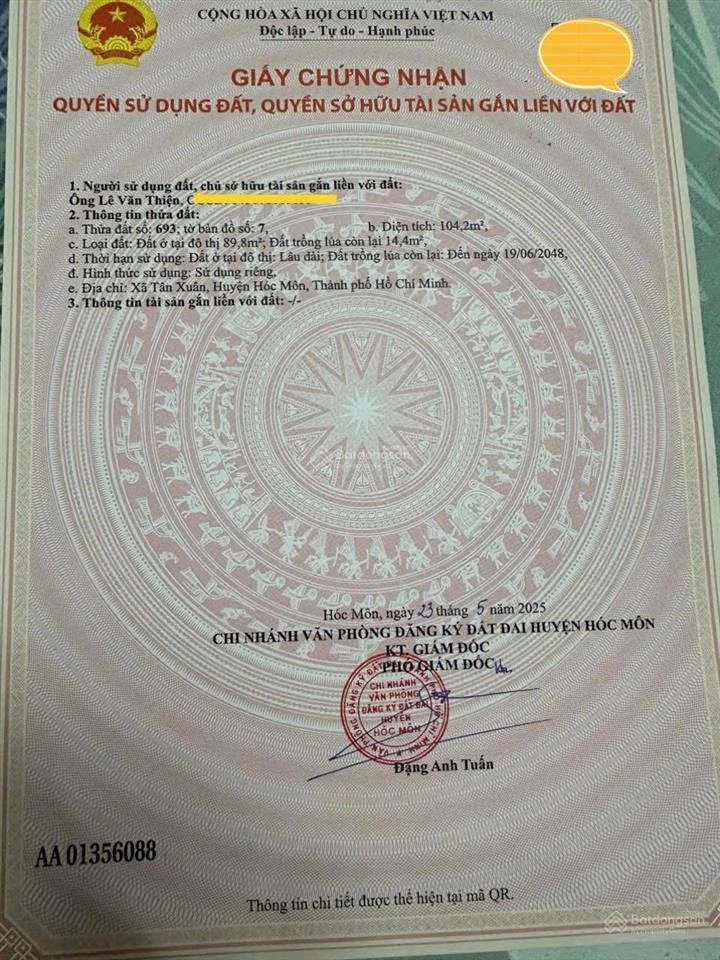 CỘNG HÒA XÃ HỘI CHỦ NGHĨA VIỆT NAM
Độc lập - Tự do - Hạnh phúc
GIẤY CHỨNG NHẬN
QUYỀN SỬ DỤNG ĐẤT, QUYỀN SỞ HỮU TÀI SẢN GẮN LIỀN VỚI ĐẤT
1. Người sử dụng đất, chủ sở hữu tài sản gắn liền với đất:
Ông Lê Văn Thiện,
2. Thông tin thửa đất:
a. Thửa đất số: 693; tờ bản đồ số: 7, b. Diện tích: 104,2m²,
c. Loại đất: Đất ở tại đô thị 89,8m²; Đất trồng lúa còn lại 14,4m²,
d. Thời hạn sử dụng: Đất ở tại đô thị: Lâu dài; Đất trồng lúa còn lại: Đến ngày 19/06/2048,
đ. Hình thức sử dụng: Sử dụng riêng,
e. Địa chỉ: Xã Tân Xuân, Huyện Hóc Môn, Thành phố Hồ Chí Minh.
3. Thông tin tài sản gắn liền với đất: -/-
Batdongsan
Hóc Môn, ngày 23 tháng 5 năm 2025
CHI NHÁNH VĂN PHÒNG ĐĂNG KÝ ĐẤT ĐAI HUYỆN HÓC MÔN
KT. GIÁM ĐỐC
PHÓ GIÁM ĐỐC
CHI NHÁNH
VĂN PHÒNG
ĐĂNG KÝ ĐẤT ĐAI
HUYỆN
HÓC MÔN
Đặng Anh Tuấn
AA 01356088
Thông tin chi tiết được thể hiện tại mã QR.
Batdongsan